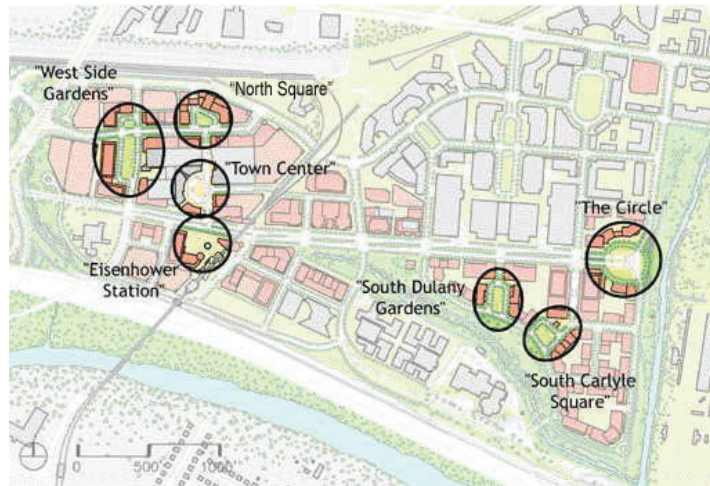 "West Side
Gardens"
"North Square"
"Town Center"
"The Circle"
"Eisenhower
Station"
"South Dulany
Gardens"
"South Carlyle
Square"
0 500 1000